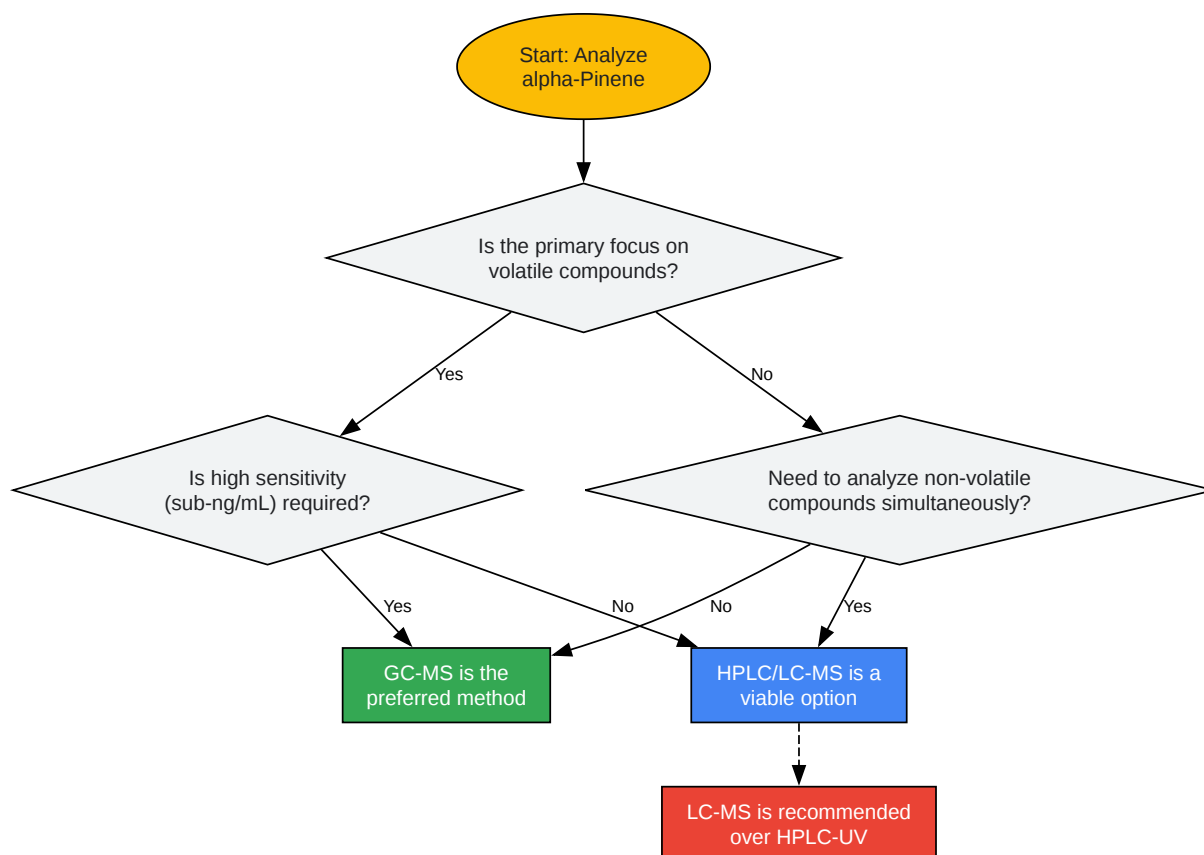 Start: Analyze
alpha-Pinene
Is the primary focus on
volatile compounds?
Yes
No
Is high sensitivity
(sub-ng/mL) required?
Need to analyze non-volatile
compounds simultaneously?
Yes
No
No
Yes
GC-MS is the
preferred method
HPLC/LC-MS is a
viable option
LC-MS is recommended
over HPLC-UV